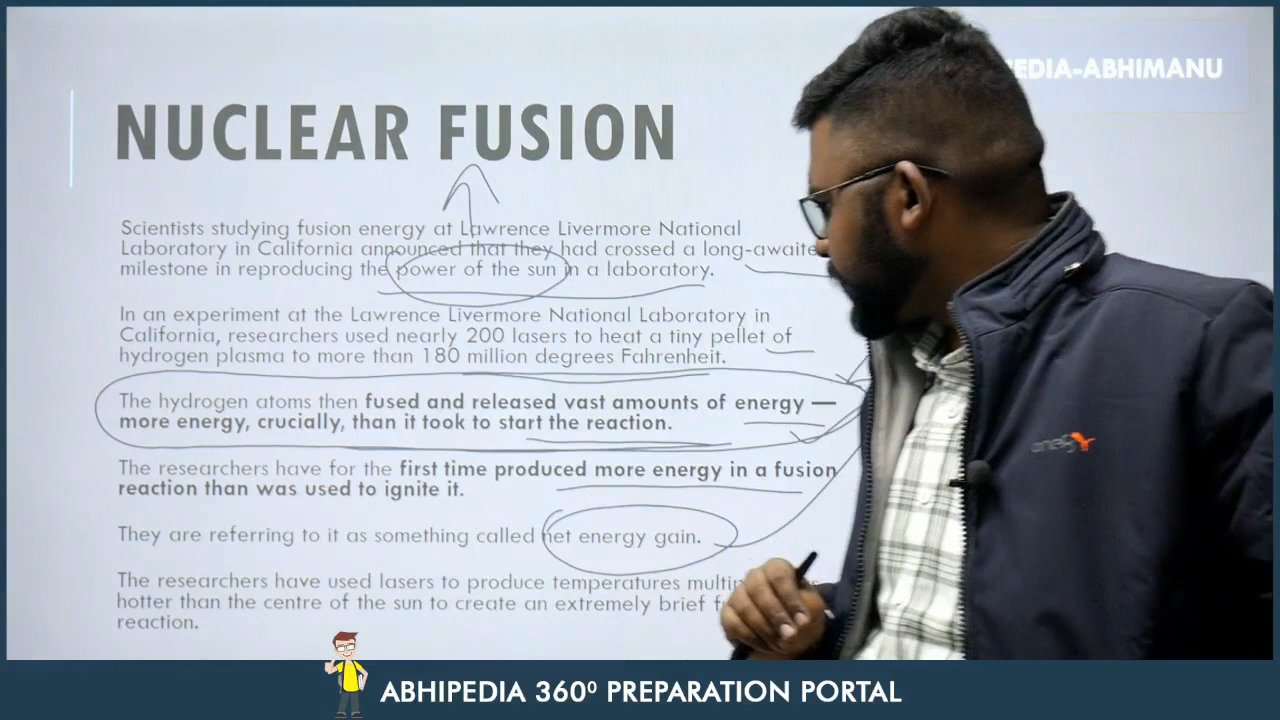 EDIA-ABHIMANU
NUCLEAR FUSION
Scientists studying fusion energy at Lawrence Livermore National
Laboratory in California announced that they had crossed a long-awaite
milestone in reproducing the power of the sun in a laboratory.
In an experiment at the Lawrence Livermore National Laboratory in
California, researchers used nearly 200 lasers to heat a tiny pellet of
hydrogen plasma to more than 180 million degrees Fahrenheit.
The hydrogen atoms then fused and released vast amounts of energy —
more energy, crucially, than it took to start the reaction.
The researchers have for the first time produced more energy in a fusion
reaction than was used to ignite it.
They are referring to it as something called net energy gain.
The researchers have used lasers to produce temperatures
hotter than the centre of the sun to create an extremely brief
reaction.
ABHIPEDIA 360⁰ PREPARATION PORTAL